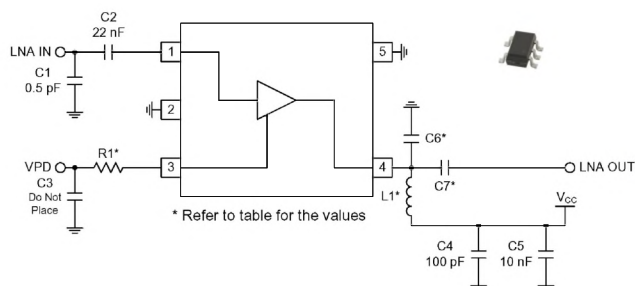 C2
22 nF
LNA IN
C1
0.5 pF
1
5
2
VPD
R1*
3
C3
Do Not
Place
4
C6*
C7*
LNA OUT
L1*
* Refer to table for the values
VCC
C4
100 pF
C5
10 nF